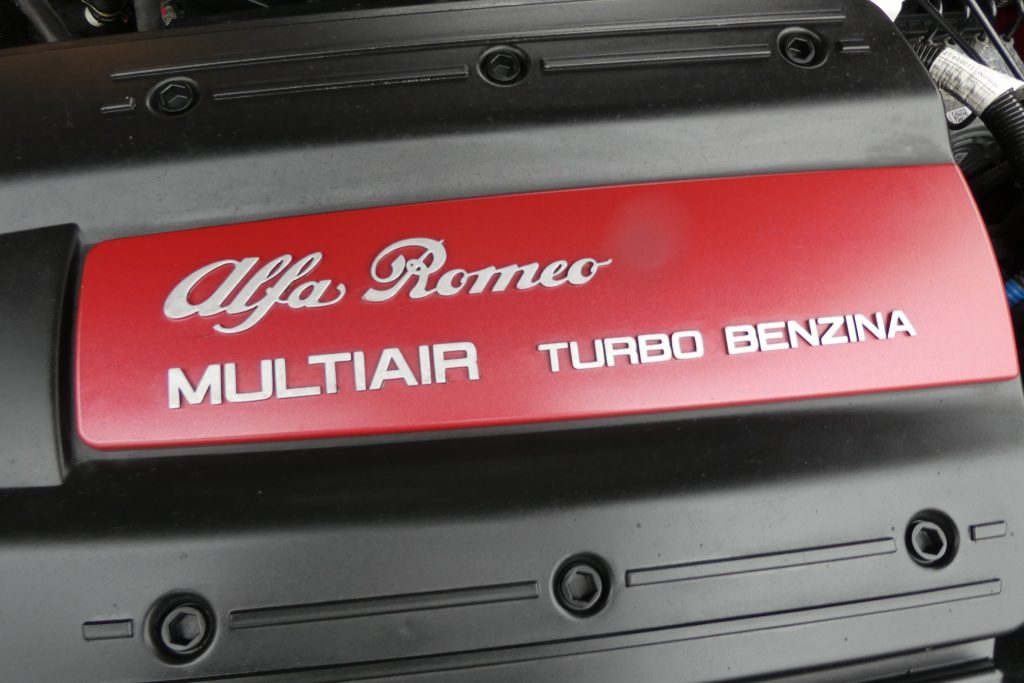 Alfa Romeo
MULTIAIR TURBO BENZINA